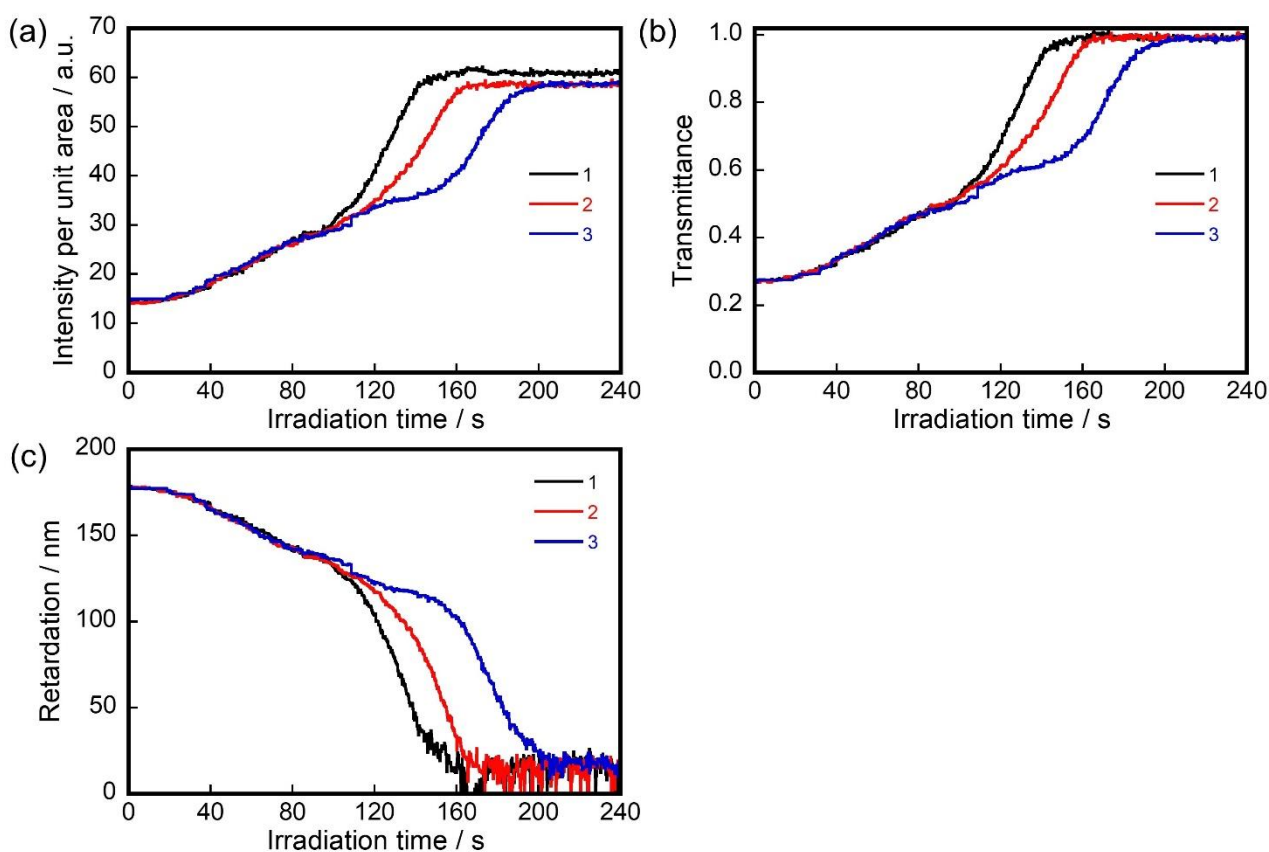 (a)
Intensity per unit area / a.u.
70
60
50
40
30
20
10
0
0 40 80 120 160 200 240
Irradiation time / s
1
2
3
(b)
Transmittance
1.0
0.8
0.6
0.4
0.2
0.0
0 40 80 120 160 200 240
Irradiation time / s
1
2
3
(c)
Retardation / nm
200
150
100
50
0
0 40 80 120 160 200 240
Irradiation time / s
1
2
3